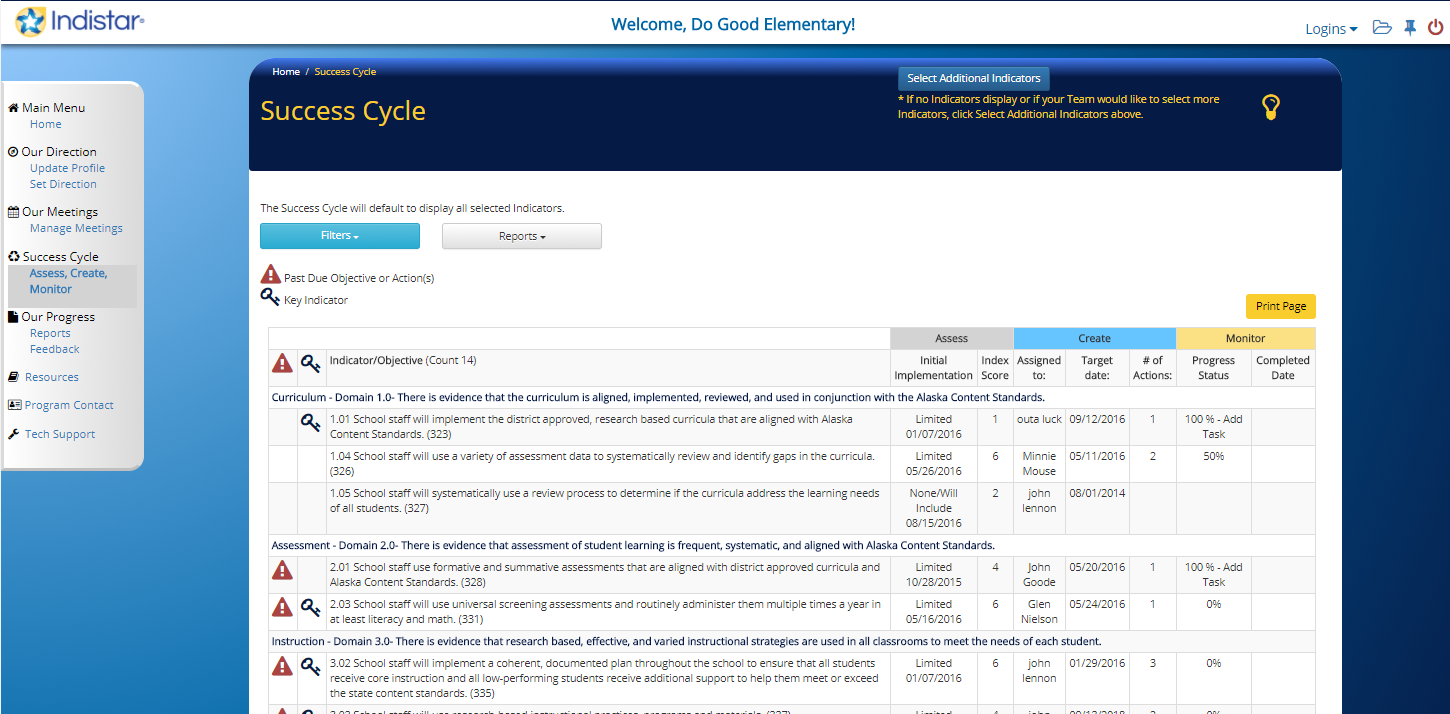 Indistar®
Welcome, Do Good Elementary!
Logins
Main Menu
Home
Our Direction
Update Profile
Set Direction
Our Meetings
Manage Meetings
Success Cycle
Assess, Create,
Monitor
Our Progress
Reports
Feedback
Resources
Program Contact
Tech Support
Home / Success Cycle
Success Cycle
Select Additional Indicators
* If no Indicators display or if your Team would like to select more
Indicators, click Select Additional Indicators above.
The Success Cycle will default to display all selected Indicators.
Filters Reports
Past Due Objective or Action(s)
Key Indicator
Print Page
Assess Create Monitor
Indicator/Objective (Count 14) Initial Index Assigned Target # of Progress Completed
Implementation Score to: date: Actions: Status Date
Curriculum - Domain 1.0- There is evidence that the curriculum is aligned, implemented, reviewed, and used in conjunction with the Alaska Content Standards.
1.01 School staff will implement the district approved, research based curricula that are aligned with Alaska Limited 1 outa luck 09/12/2016 1 100 % - Add
Content Standards. (323) 01/07/2016 Task
1.04 School staff will use a variety of assessment data to systematically review and identify gaps in the curricula. Limited 6 Minnie 05/11/2016 2 50%
(326) 05/26/2016 Mouse
1.05 School staff will systematically use a review process to determine if the curricula address the learning needs None/Will 2 john 08/01/2014
of all students. (327) Include lennon
08/15/2016
Assessment - Domain 2.0- There is evidence that assessment of student learning is frequent, systematic, and aligned with Alaska Content Standards.
2.01 School staff use formative and summative assessments that are aligned with district approved curricula and Limited 4 John 05/20/2016 1 100 % - Add
Alaska Content Standards. (328) 10/28/2015 Goode Task
2.03 School staff will use universal screening assessments and routinely administer them multiple times a year in Limited 6 Glen 05/24/2016 1 0%
at least literacy and math. (331) 05/16/2016 Nielson
Instruction - Domain 3.0- There is evidence that research based, effective, and varied instructional strategies are used in all classrooms to meet the needs of each student.
3.02 School staff will implement a coherent, documented plan throughout the school to ensure that all students Limited 6 john 01/29/2016 3 0%
receive core instruction and all low-performing students receive additional support to help them meet or exceed 01/07/2016 lennon
the state content standards. (335)